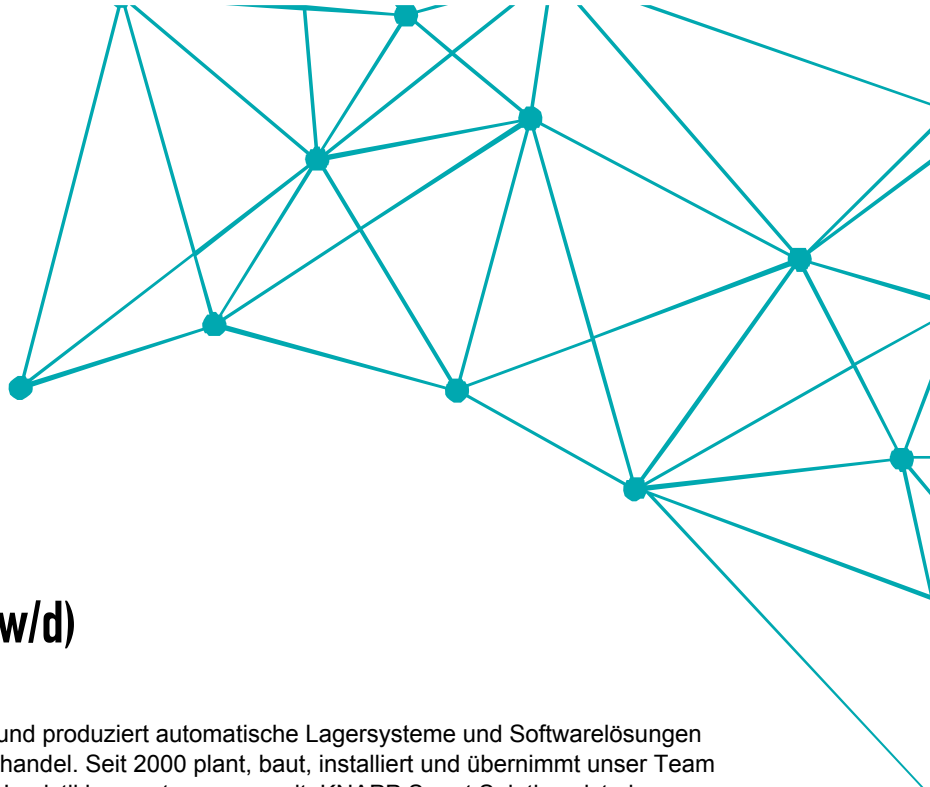 w/d)
und produziert automatische Lagersysteme und Softwarelösungen
handel. Seit 2000 plant, baut, installiert und übernimmt unser Team